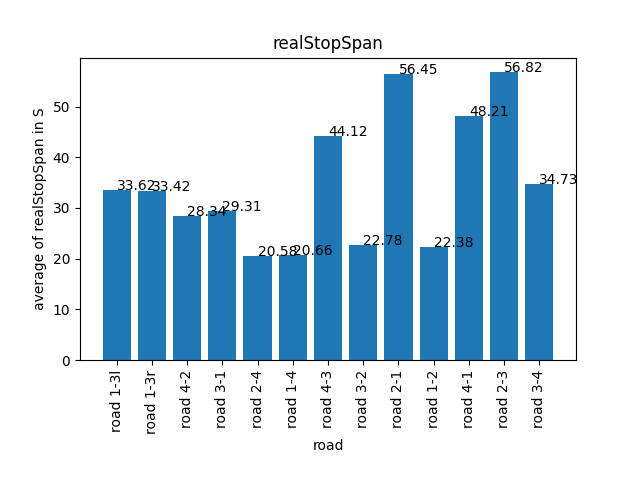 realStopSpan
average of realStopSpan in S
50
40
30
20
10
0
33.62
33.42
28.34
29.31
20.58
20.66
44.12
22.78
56.45
22.38
48.21
56.82
34.73
road 1-3l
road 1-3r
road 4-2
road 3-1
road 2-4
road 1-4
road 4-3
road 3-2
road 2-1
road 1-2
road 4-1
road 2-3
road 3-4
road